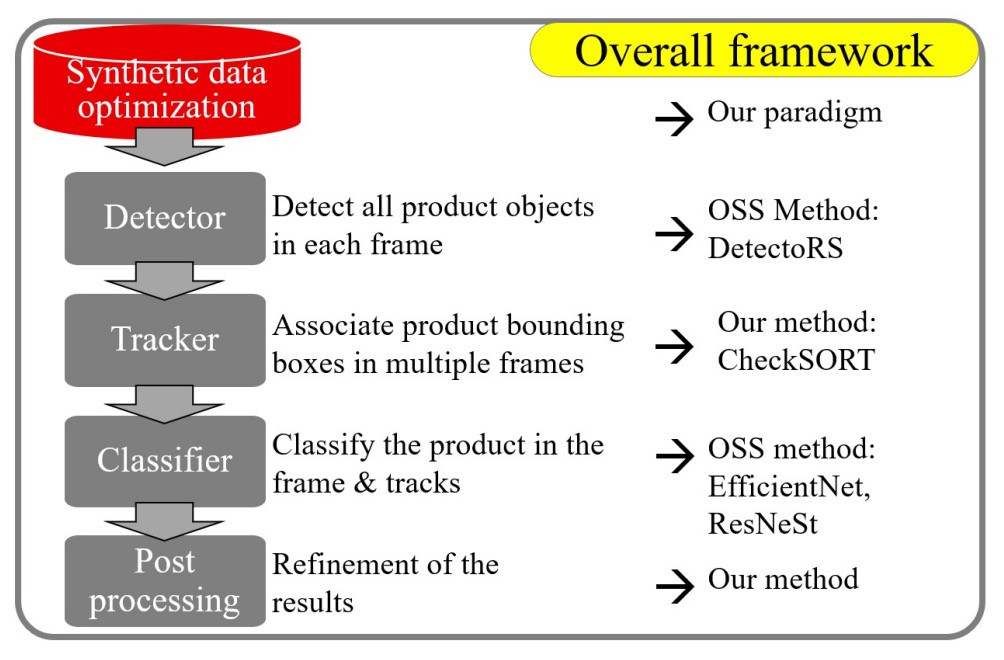 Overall framework
Synthetic data
optimization
→ Our paradigm
Detector
Detect all product objects
in each frame
→ OSS Method:
DetectoRS
Tracker
Associate product bounding
boxes in multiple frames
→ Our method:
CheckSORT
Classifier
Classify the product in the
frame & tracks
→ OSS method:
EfficientNet,
ResNeSt
Post
processing
Refinement of the
results
→ Our method